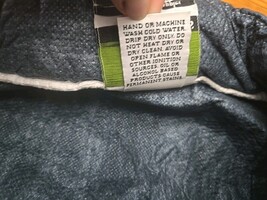 HAND OR MACHINE
WASH COLD WATER.
DRIP DRY ONLY. DO
NOT HEAT DRY OR
DRY CLEAN. AVOID
OPEN FLAME OR
OTHER IGNITION
SOURCES. OIL OR
ALCOHOL BASED
PRODUCTS CAUSE
PERMANENT STAINS.